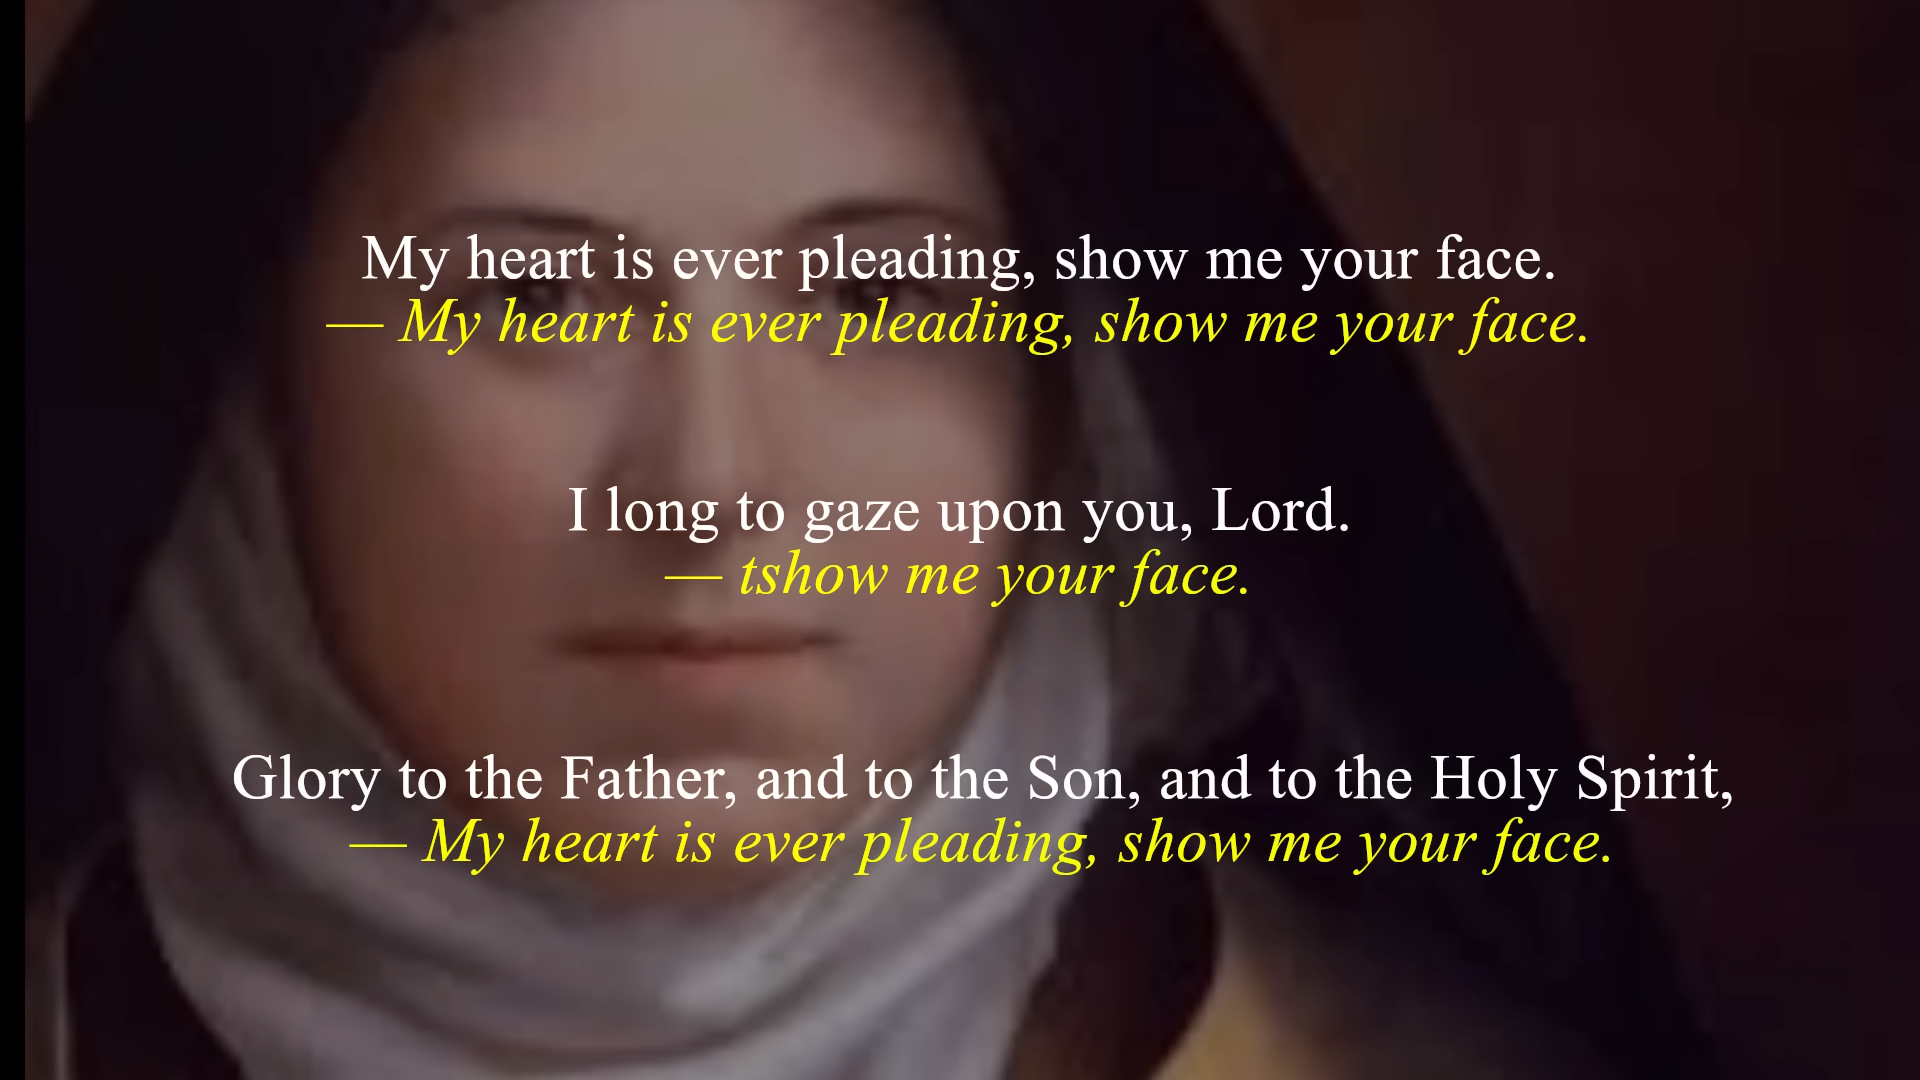 My heart is ever pleading, show me your face.
— My heart is ever pleading, show me your face.
I long to gaze upon you, Lord.
— tshow me your face.
Glory to the Father, and to the Son, and to the Holy Spirit,
— My heart is ever pleading, show me your face.